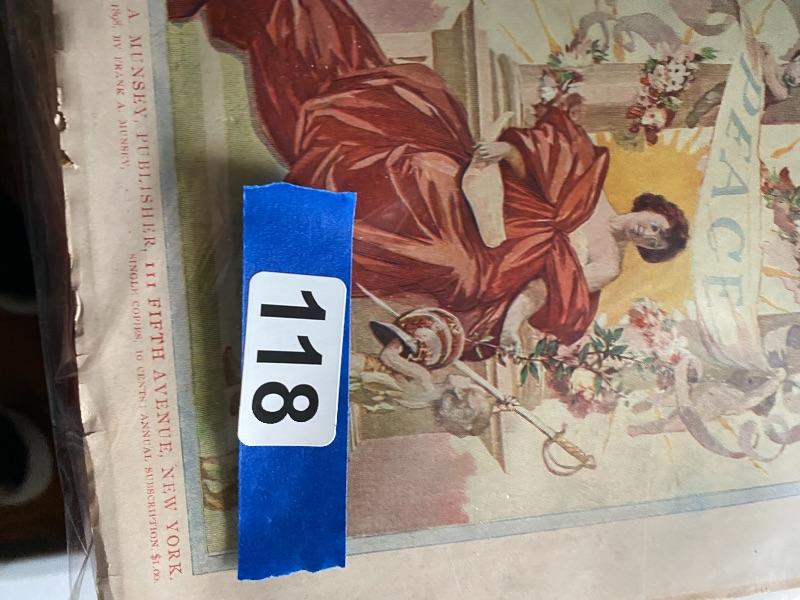 PEACE
118
A. MUNSEY, PUBLISHER, 111 FIFTH AVENUE, NEW YORK.
1898, BY FRANK A. MUNSEY. SINGLE COPIES, 10 CENTS; ANNUAL SUBSCRIPTION, $1.00.